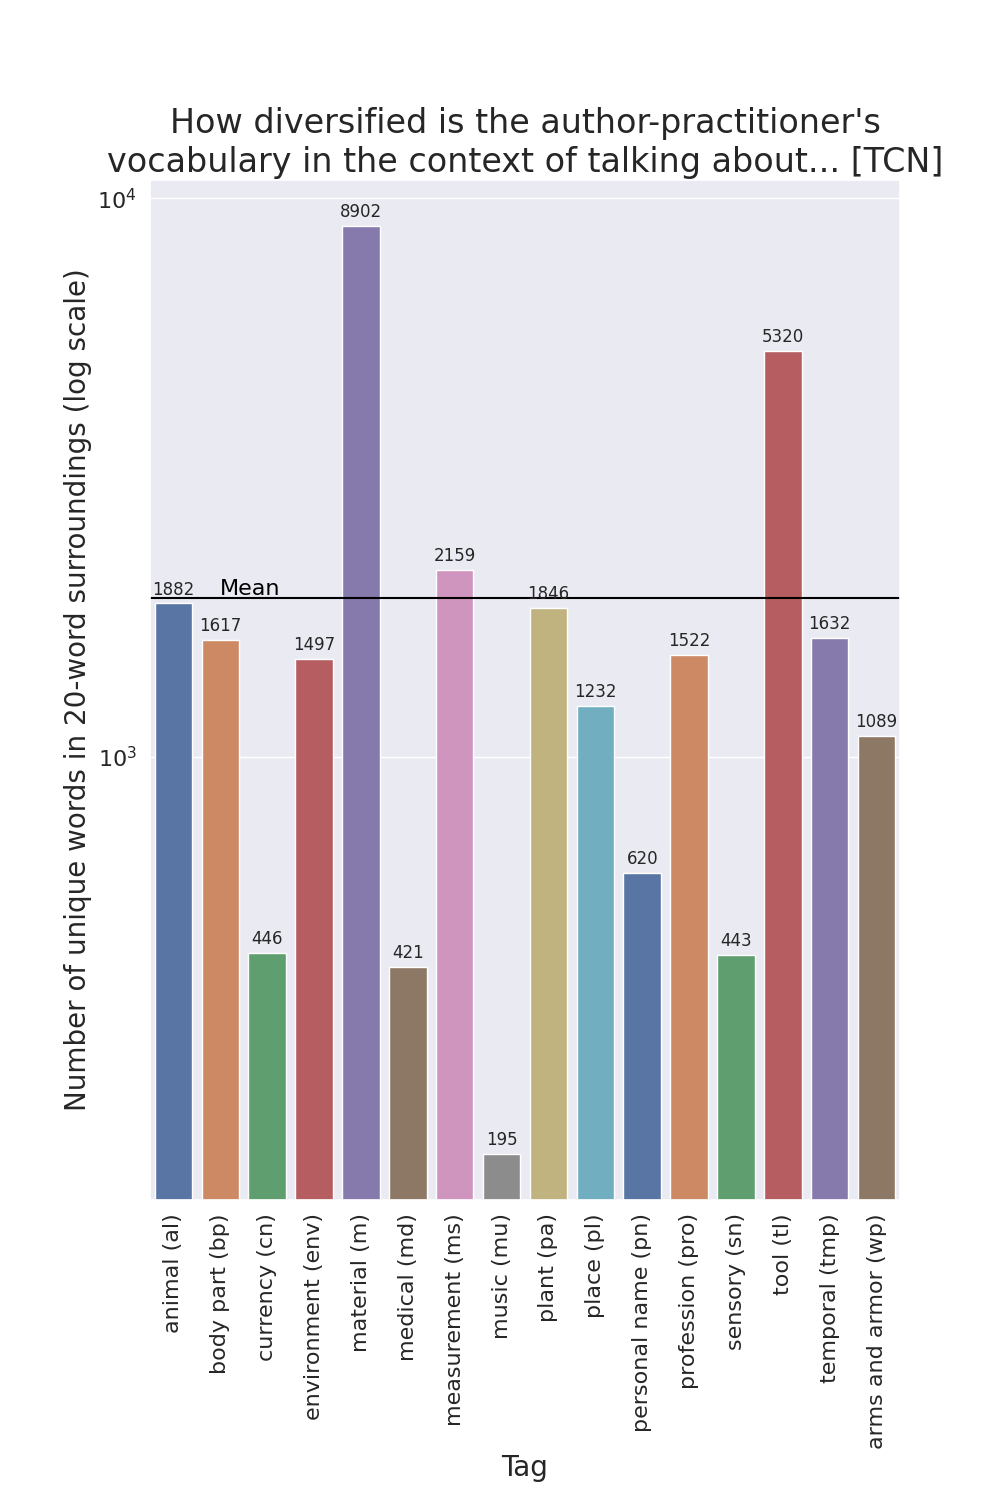 How diversified is the author-practitioner's
vocabulary in the context of talking about... [TCN]
Number of unique words in 20-word surroundings (log scale)
10⁴
10³
8902
5320
2159
1882
Mean
1846
1617
1632
1497
1522
1232
1089
620
446
443
421
195
animal (al)
body part (bp)
currency (cn)
environment (env)
material (m)
medical (md)
measurement (ms)
music (mu)
plant (pa)
place (pl)
personal name (pn)
profession (pro)
sensory (sn)
tool (tl)
temporal (tmp)
arms and armor (wp)
Tag